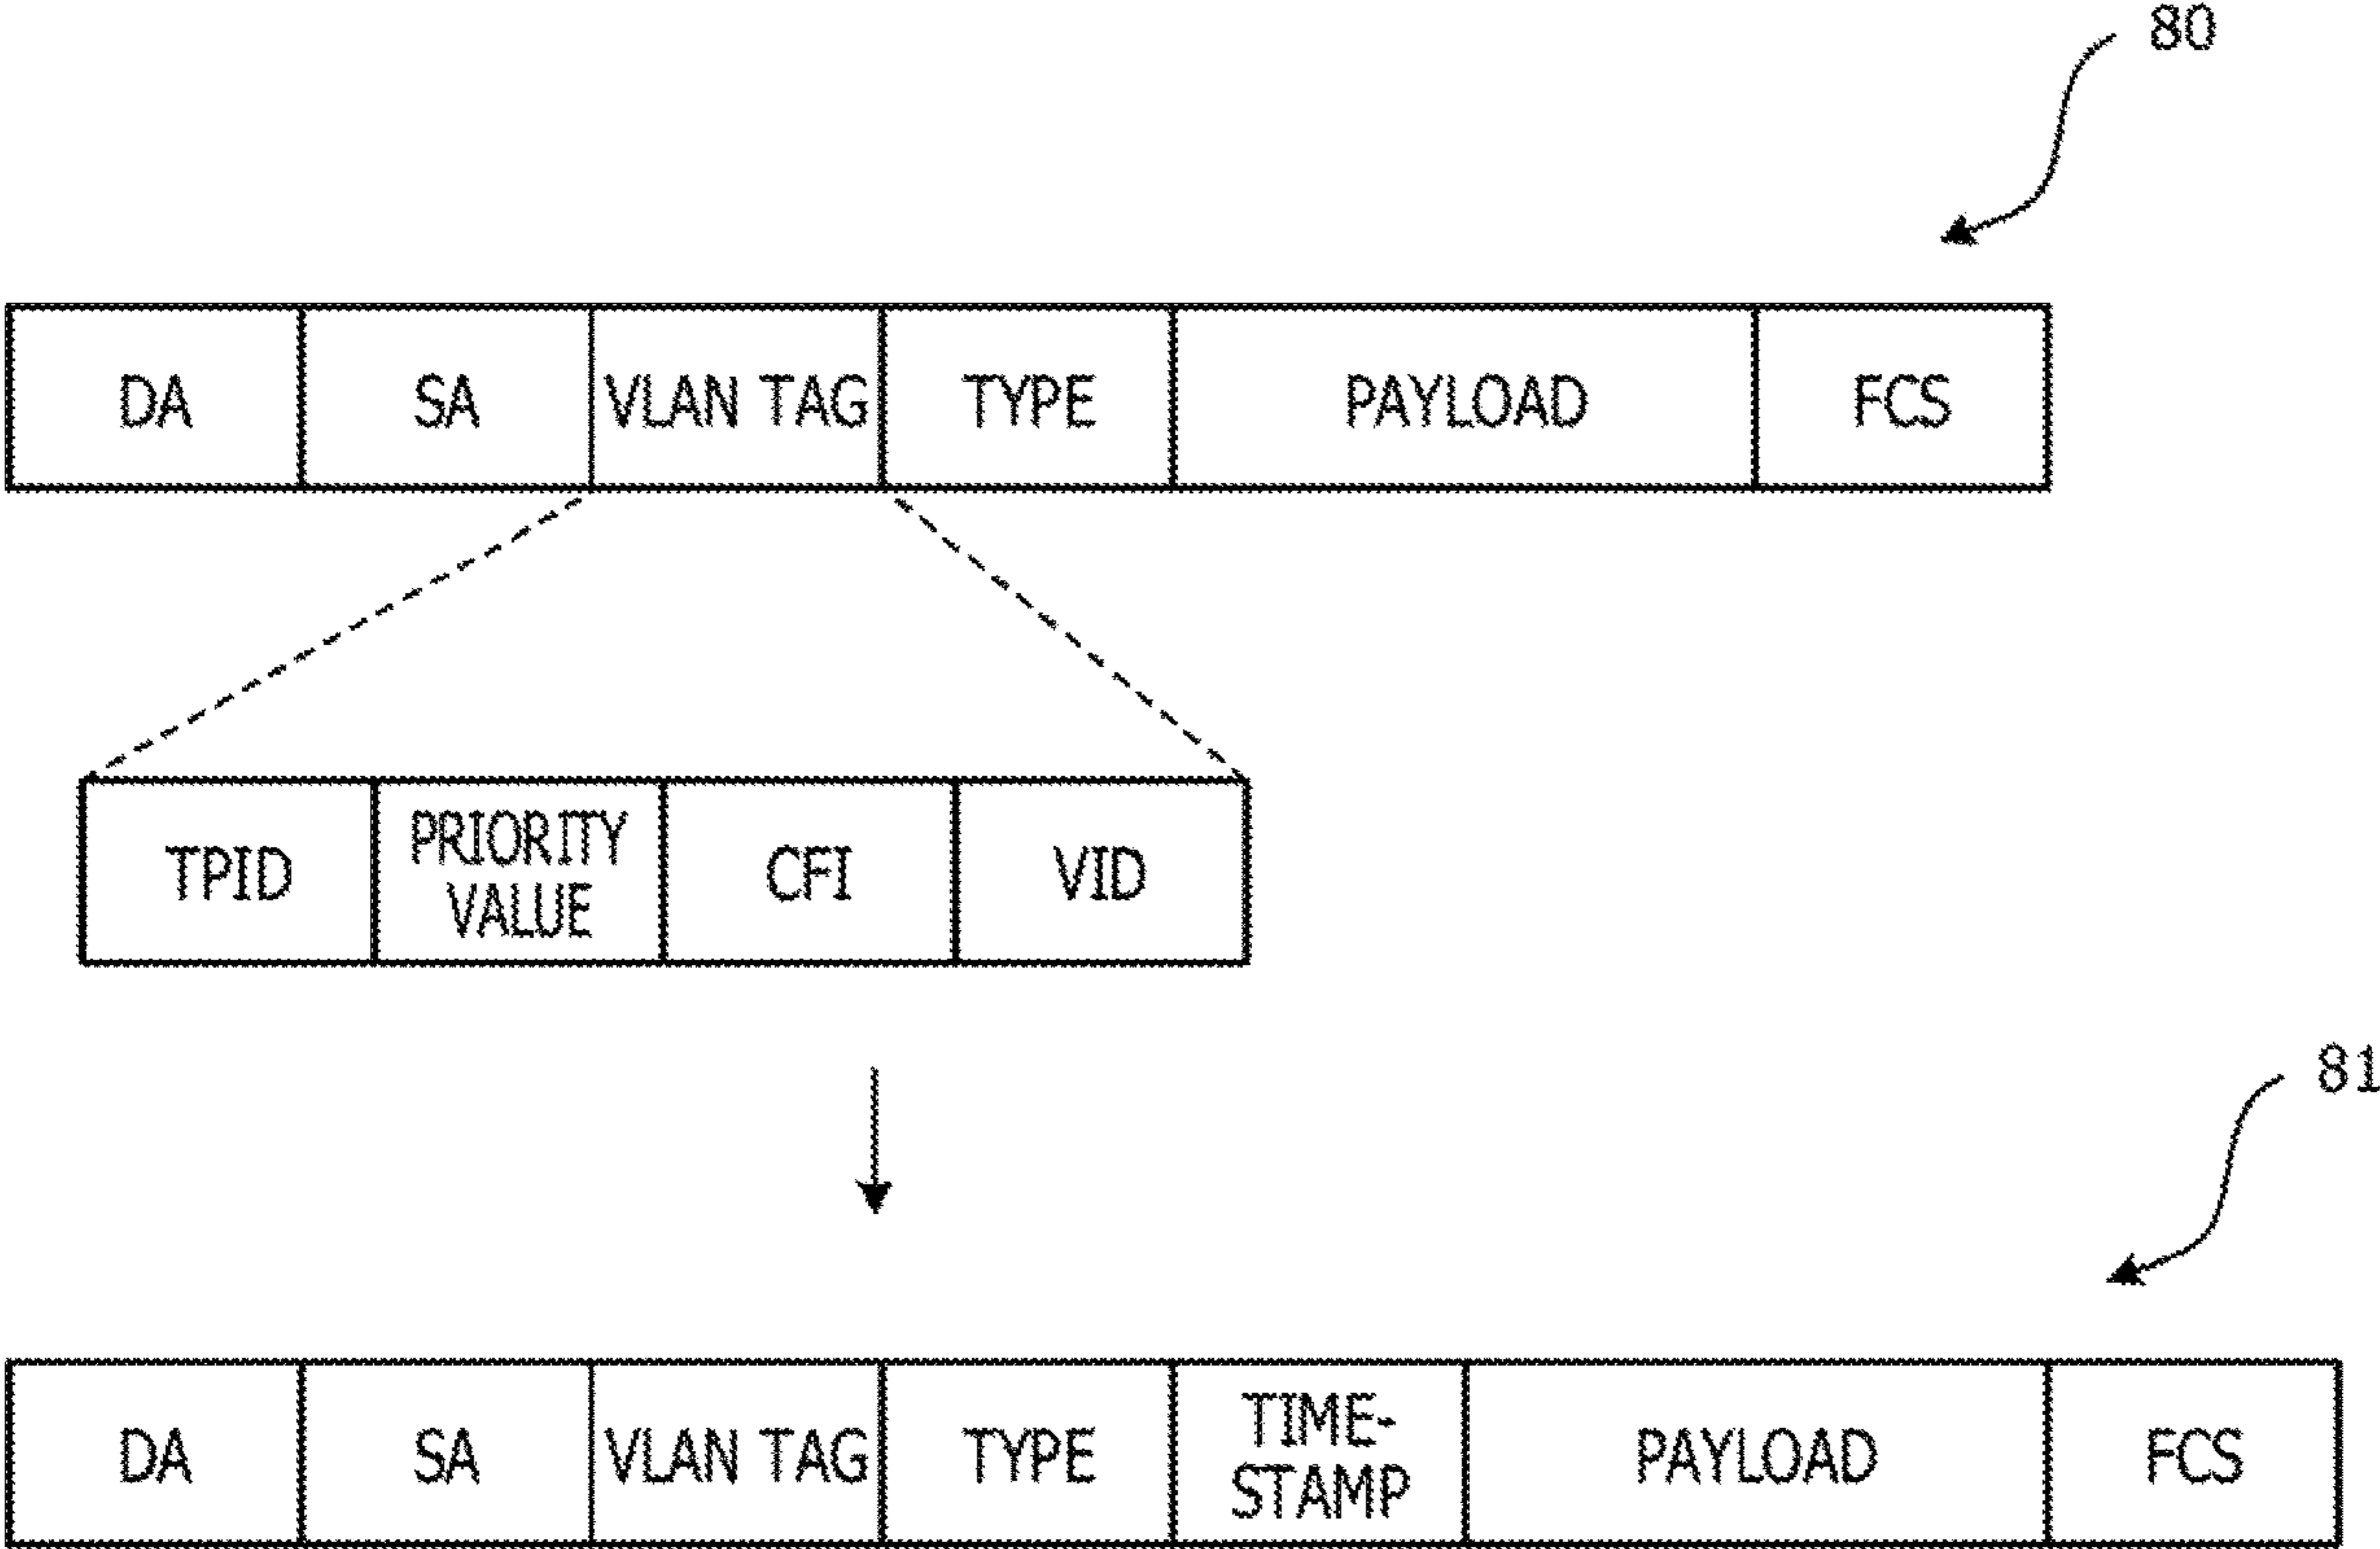 80
DA SA VLAN TAG TYPE PAYLOAD FCS
TPID PRIORITY VALUE CFI VID
81
DA SA VLAN TAG TYPE TIME-
STAMP PAYLOAD FCS